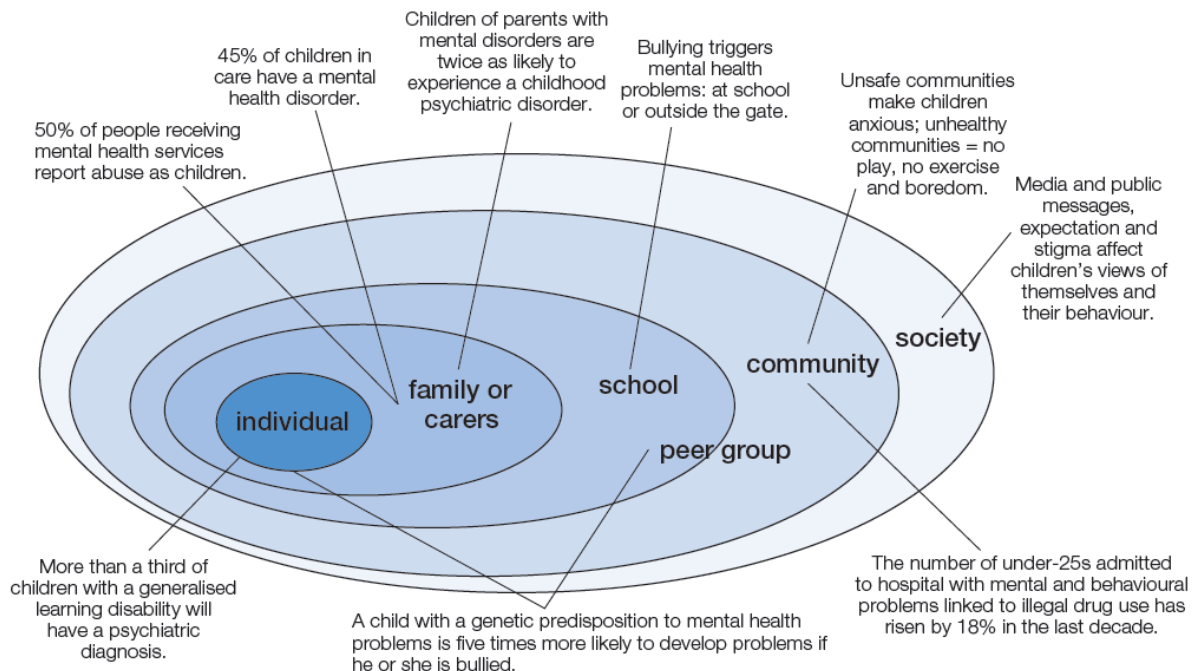 Children of parents with
mental disorders are
twice as likely to
experience a childhood
psychiatric disorder.
45% of children in
care have a mental
health disorder.
Bullying triggers
mental health
problems: at school
or outside the gate.
Unsafe communities
make children
anxious; unhealthy
communities = no
play, no exercise
and boredom.
50% of people receiving
mental health services
report abuse as children.
Media and public
messages,
expectation and
stigma affect
children’s views of
themselves and
their behaviour.
individual
family or
carers
school
peer group
community
society
More than a third of
children with a generalised
learning disability will
have a psychiatric
diagnosis.
A child with a genetic predisposition to mental health
problems is five times more likely to develop problems if
he or she is bullied.
The number of under-25s admitted
to hospital with mental and behavioural
problems linked to illegal drug use has
risen by 18% in the last decade.